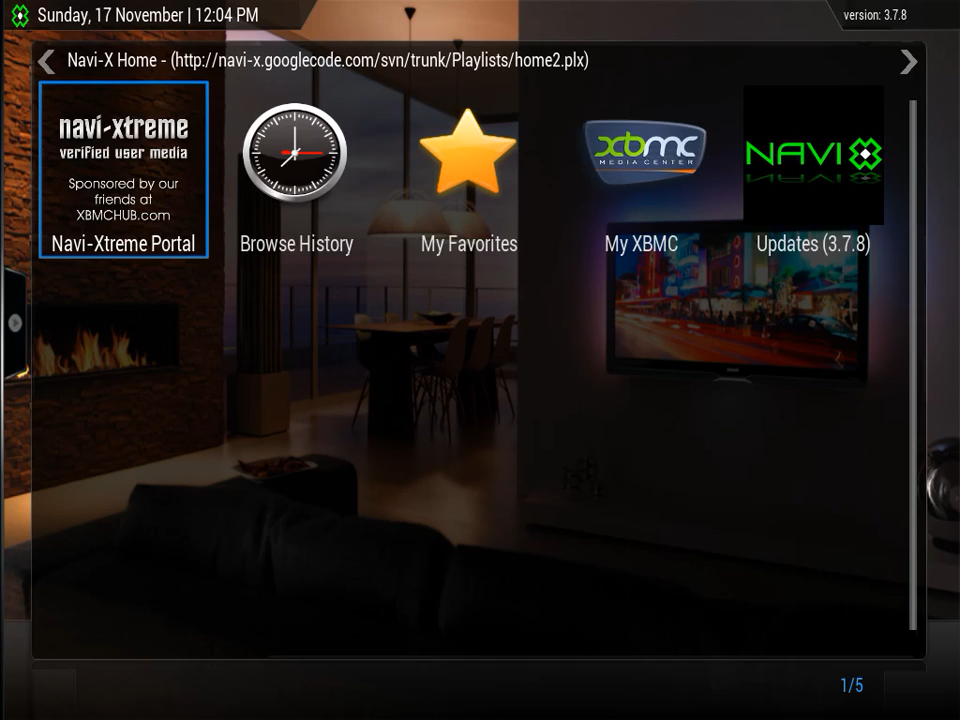 Sunday, 17 November | 12:04 PM
version: 3.7.8
Navi-X Home - (http://navi-x.googlecode.com/svn/trunk/Playlists/home2.plx)
navi-xtreme
verified user media
Sponsored by our
friends at
XBMCHUB.com
xbmc
MEDIA CENTER
NAVI X
Navi-Xtreme Portal
Browse History
My Favorites
My XBMC
Updates (3.7.8)
1/5